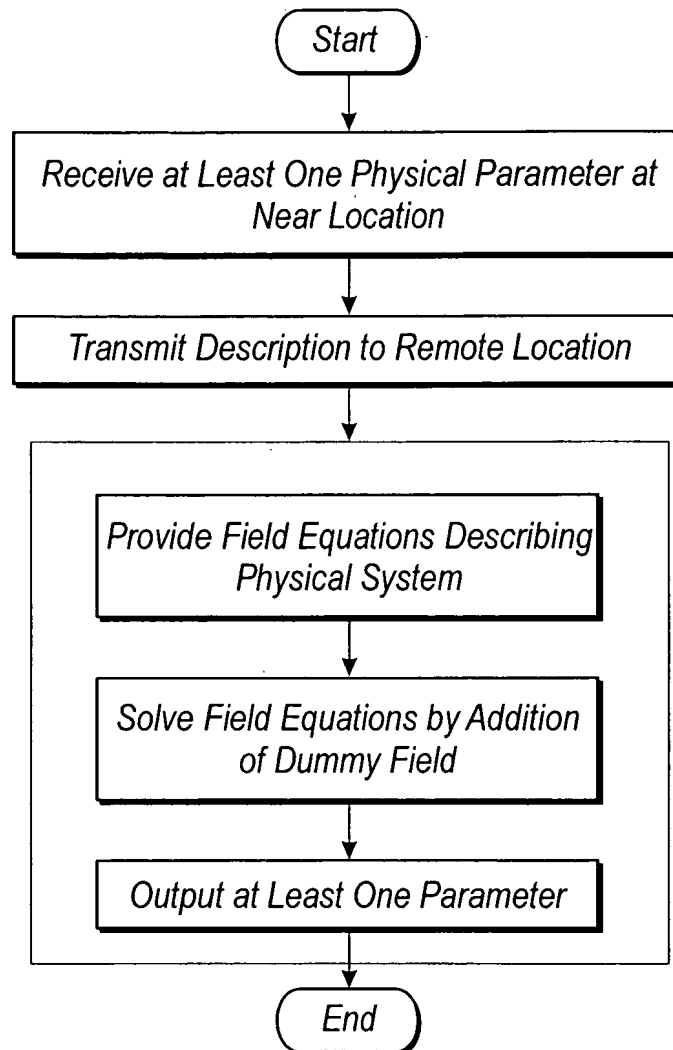 Start
Receive at Least One Physical Parameter at
Near Location
Transmit Description to Remote Location
Provide Field Equations Describing
Physical System
Solve Field Equations by Addition
of Dummy Field
Output at Least One Parameter
End